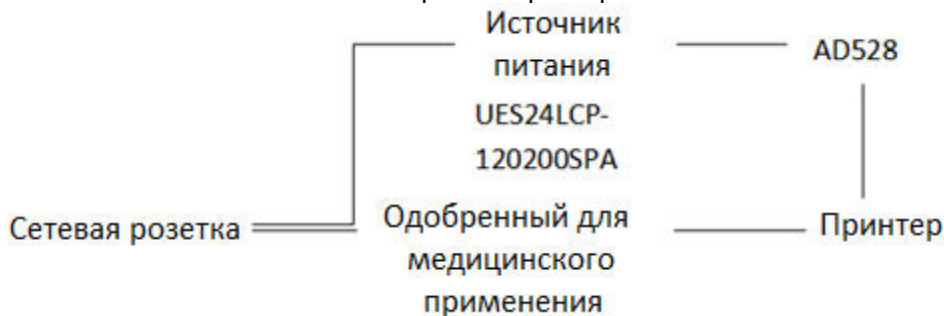 Источник
питания
UES24LCP-
120200SPA
AD528
Сетевая розетка
Одобренный для
медицинского
применения
Принтер